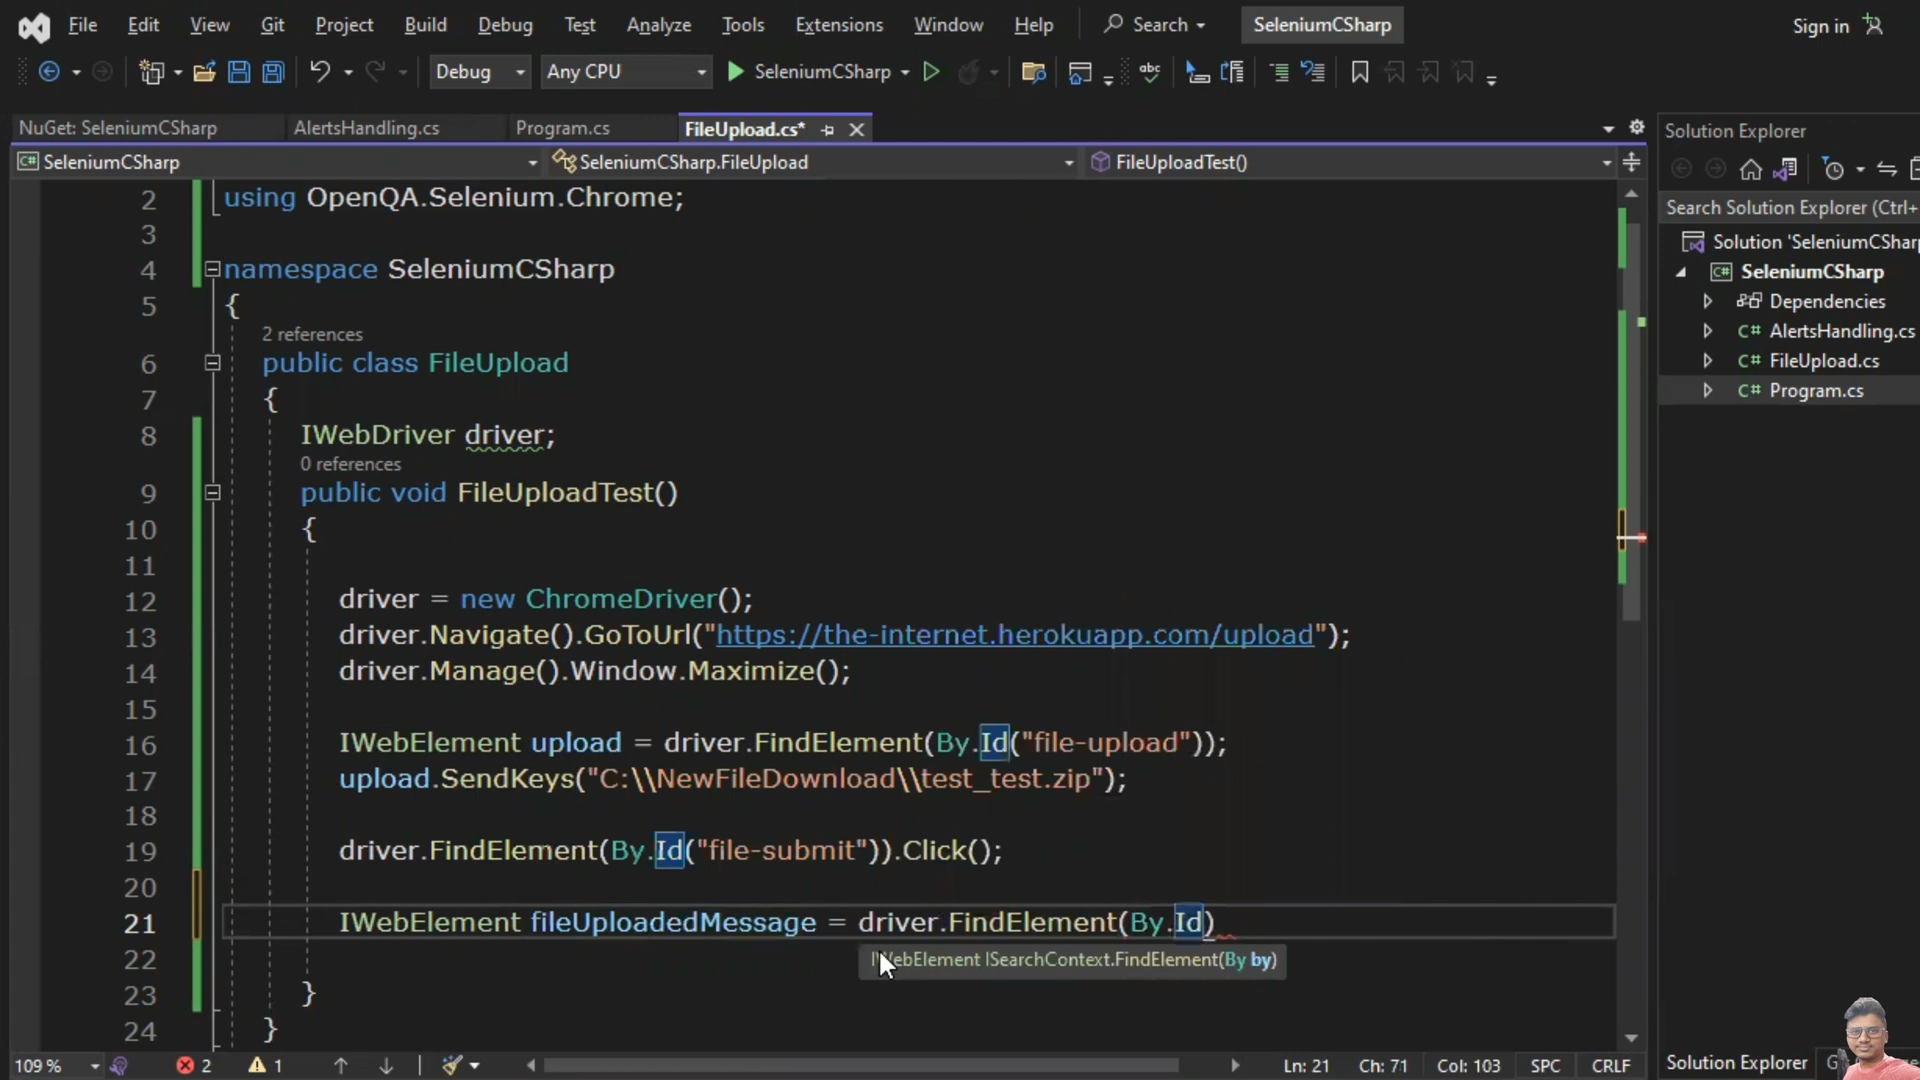 File Edit View Git Project Build Debug Test Analyze Tools Extensions Window Help Search SeleniumCSharp Sign in
Debug Any CPU SeleniumCSharp abc
NuGet: SeleniumCSharp AlertsHandling.cs Program.cs FileUpload.cs*
SeleniumCSharp SeleniumCSharp.FileUpload FileUploadTest()
2 using OpenQA.Selenium.Chrome;
3
4 namespace SeleniumCSharp
5 {
2 references
6 public class FileUpload
7 {
8 IWebDriver driver;
0 references
9 public void FileUploadTest()
10 {
11
12 driver = new ChromeDriver();
13 driver.Navigate().GoToUrl("https://the-internet.herokuapp.com/upload");
14 driver.Manage().Window.Maximize();
15
16 IWebElement upload = driver.FindElement(By.Id("file-upload"));
17 upload.SendKeys("C:\\NewFileDownload\\test_test.zip");
18
19 driver.FindElement(By.Id("file-submit")).Click();
20
21 IWebElement fileUploadedMessage = driver.FindElement(By.Id)
22 IWebElement ISearchContext.FindElement(By by)
23 }
24 }
109 % 2 1 Ln: 21 Ch: 71 Col: 103 SPC CRLF
Solution Explorer
Search Solution Explorer (Ctrl+
Solution 'SeleniumCSharp
SeleniumCSharp
Dependencies
C# AlertsHandling.cs
C# FileUpload.cs
C# Program.cs
Solution Explorer